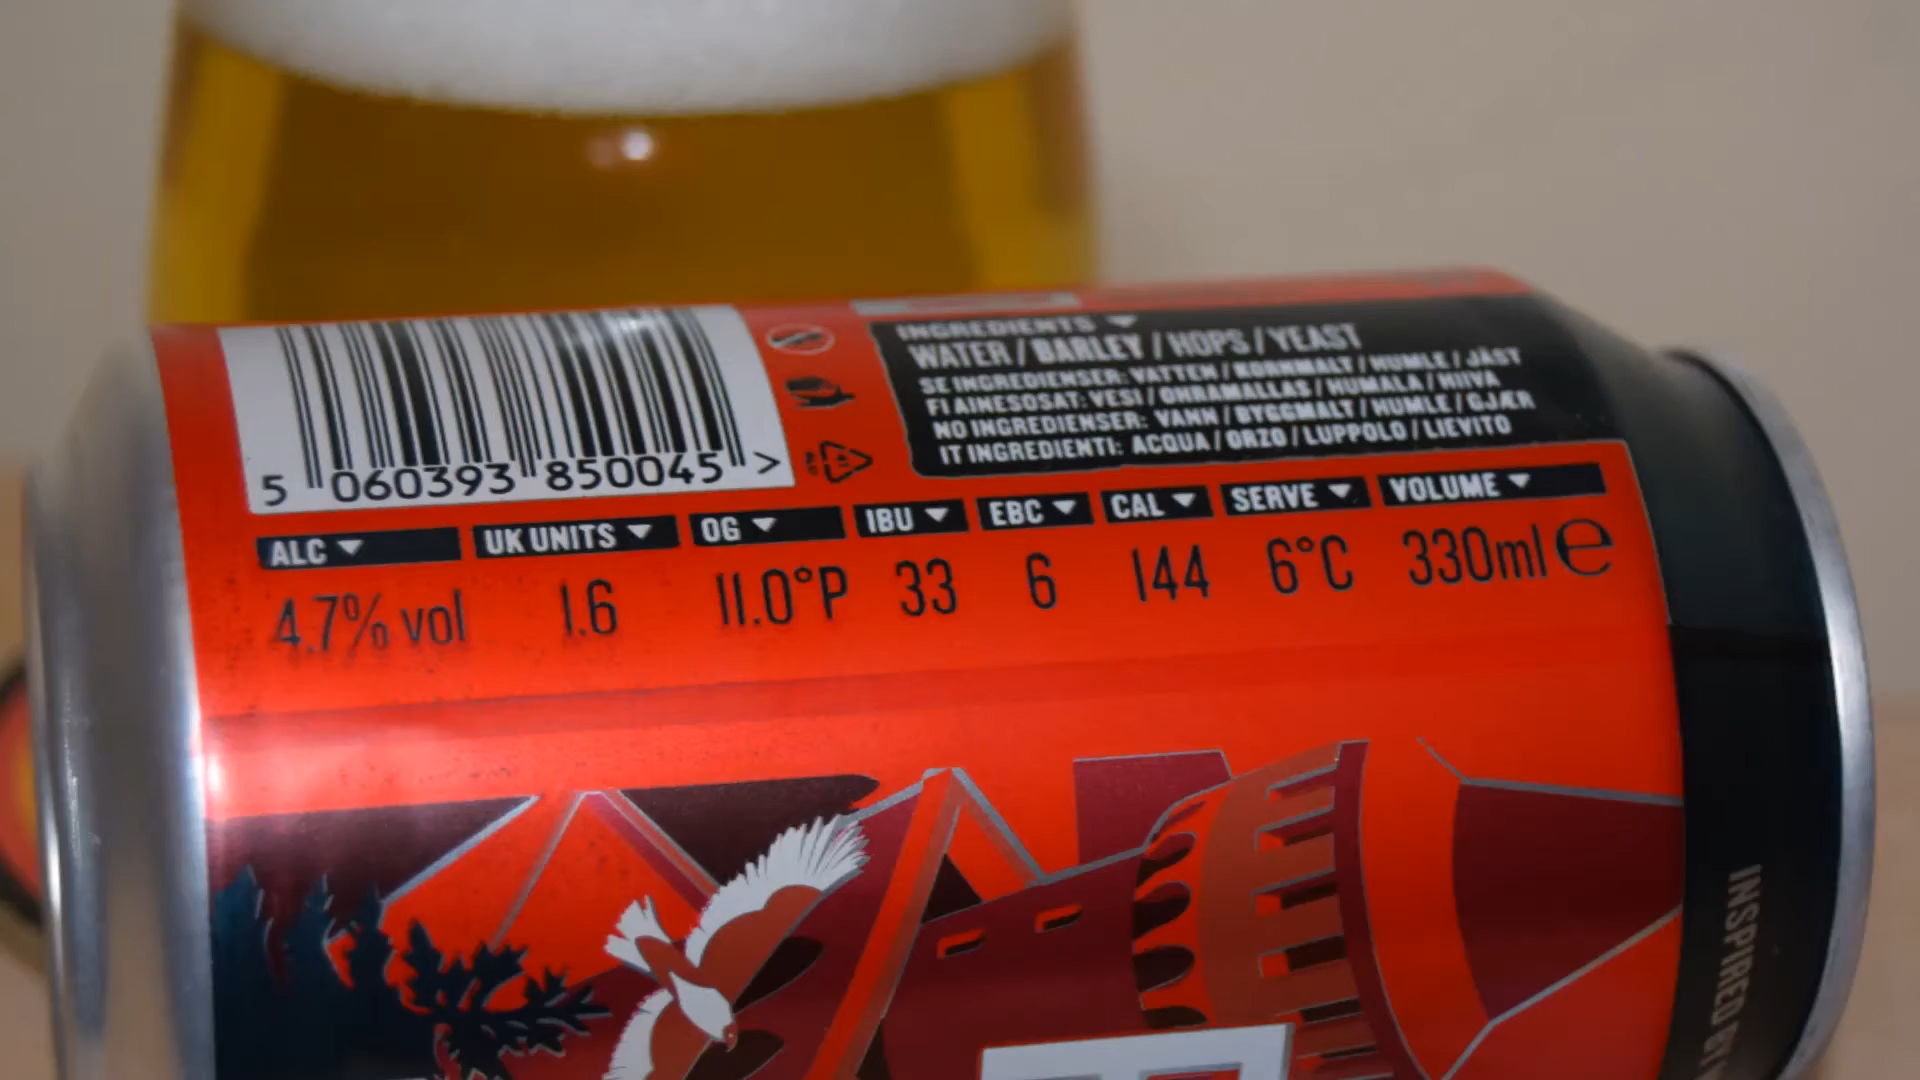 INGREDIENTS
WATER / BARLEY / HOPS / YEAST
SE INGREDIENSER: VATTEN / KORNMALT / HUMLE / JÄST
FI AINESOSAT: VESI / OHRAMALLAS / HUMALA / HIIVA
NO INGREDIENSER: VANN / BYGGMALT / HUMLE / GJÆR
IT INGREDIENTI: ACQUA / ORZO / LUPPOLO / LIEVITO
5 060393 850045 >
ALC UK UNITS OG IBU EBC CAL SERVE VOLUME
4.7% vol 1.6 11.0°P 33 6 144 6°C 330ml ℮
INSPIRED BY